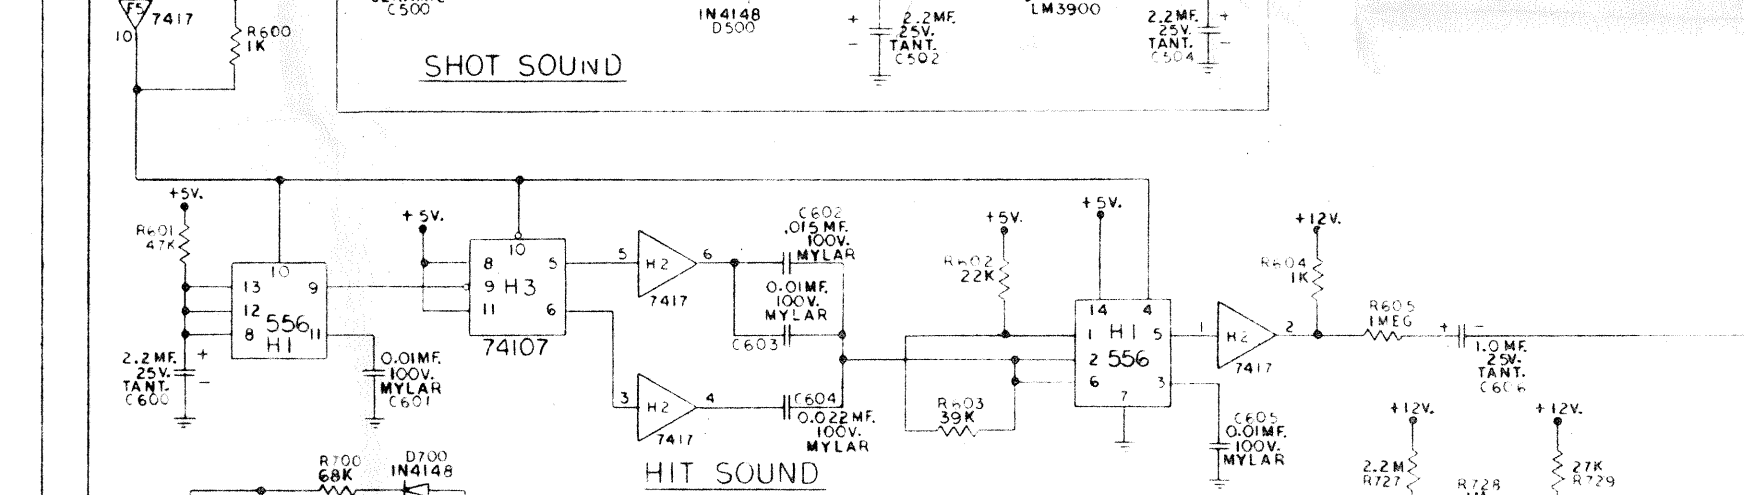 F5
7417
10
R600
1K
C500
SHOT SOUND
1N4148
D500
+
−
2.2MF.
25V.
TANT.
C502
LM3900
2.2MF.
25V.
TANT.
C504
+
−
+5V.
R601
47K
10
13
9
12
556
8
11
H1
2.2MF.
25V.
TANT.
C600
+
−
0.01MF.
100V.
MYLAR
C601
+5V.
10
8
5
9
H3
11
6
74107
5
H2
6
7417
3
H2
4
7417
C602
.015MF.
100V.
MYLAR
0.01MF.
100V.
MYLAR
C603
C604
0.022MF.
100V.
MYLAR
HIT SOUND
+5V.
R602
22K
R603
39K
+5V.
14
4
1
H1
5
2
556
6
3
7
C605
0.01MF.
100V.
MYLAR
1
H2
2
7417
+12V.
R604
1K
R605
1MEG
+
−
1.0MF.
25V.
TANT.
C606
R700
68K
D700
1N4148
+12V.
2.2M
R727
R728
+12V.
27K
R729